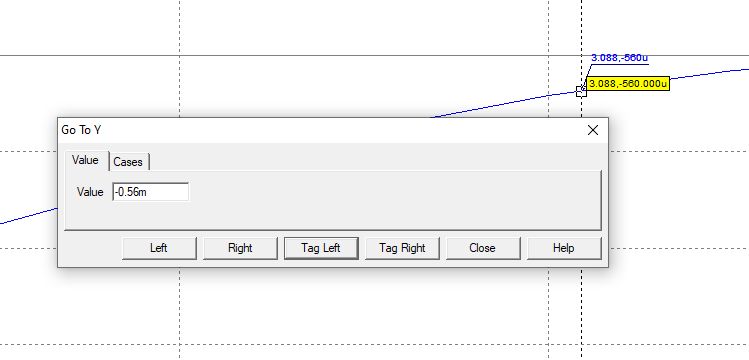 3.088,-560u
3.088,-560.000u
Go To Y
Value Cases
Value -0.56m
Left Right Tag Left Tag Right Close Help